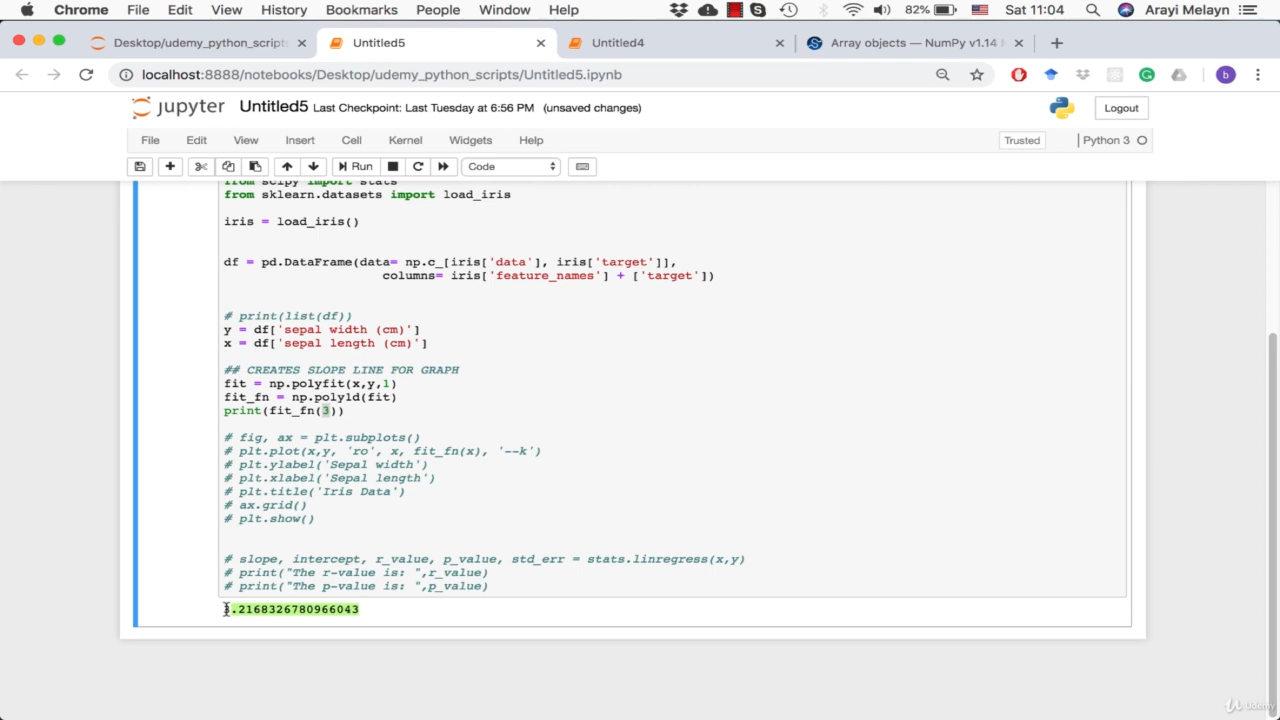 Chrome File Edit View History Bookmarks People Window Help 82% Sat 11:04 Arayi Melayn
Desktop/udemy_python_scripts Untitled5 Untitled4 Array objects — NumPy v1.14
localhost:8888/notebooks/Desktop/udemy_python_scripts/Untitled5.ipynb b
jupyter Untitled5 Last Checkpoint: Last Tuesday at 6:56 PM (unsaved changes) Logout
File Edit View Insert Cell Kernel Widgets Help Trusted Python 3
Run Code
from scipy import stats
from sklearn.datasets import load_iris
iris = load_iris()
df = pd.DataFrame(data= np.c_[iris['data'], iris['target']],
columns= iris['feature_names'] + ['target'])
# print(list(df))
y = df['sepal width (cm)']
x = df['sepal length (cm)']
## CREATES SLOPE LINE FOR GRAPH
fit = np.polyfit(x,y,1)
fit_fn = np.poly1d(fit)
print(fit_fn(3))
# fig, ax = plt.subplots()
# plt.plot(x,y, 'ro', x, fit_fn(x), '--k')
# plt.ylabel('Sepal width')
# plt.xlabel('Sepal length')
# plt.title('Iris Data')
# ax.grid()
# plt.show()
# slope, intercept, r_value, p_value, std_err = stats.linregress(x,y)
# print("The r-value is: ",r_value)
# print("The p-value is: ",p_value)
.2168326780966043
Udemy